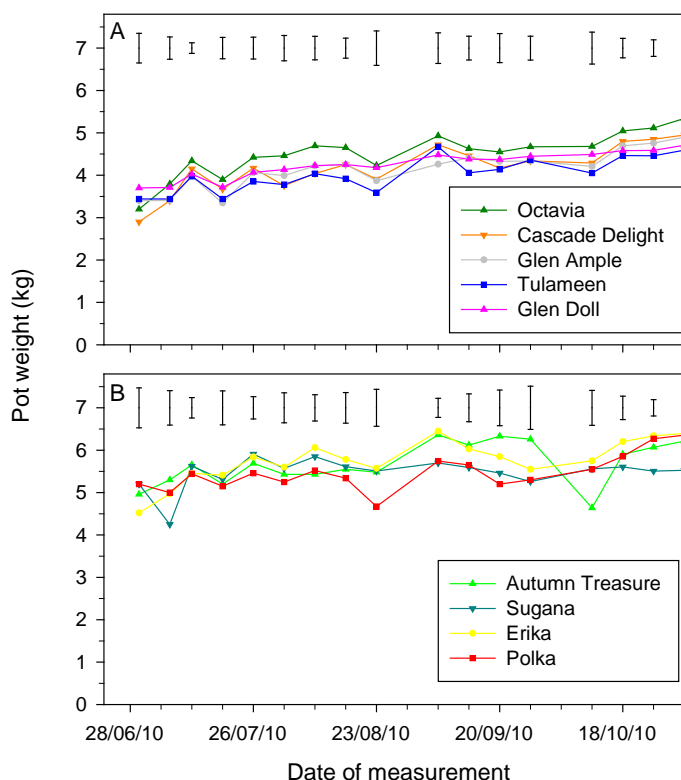 A
7
6
5
4
3
2
1
0
Octavia
Cascade Delight
Glen Ample
Tulameen
Glen Doll
Pot weight (kg)
B
7
6
5
4
3
2
1
0
Autumn Treasure
Sugana
Erika
Polka
28/06/10 26/07/10 23/08/10 20/09/10 18/10/10
Date of measurement